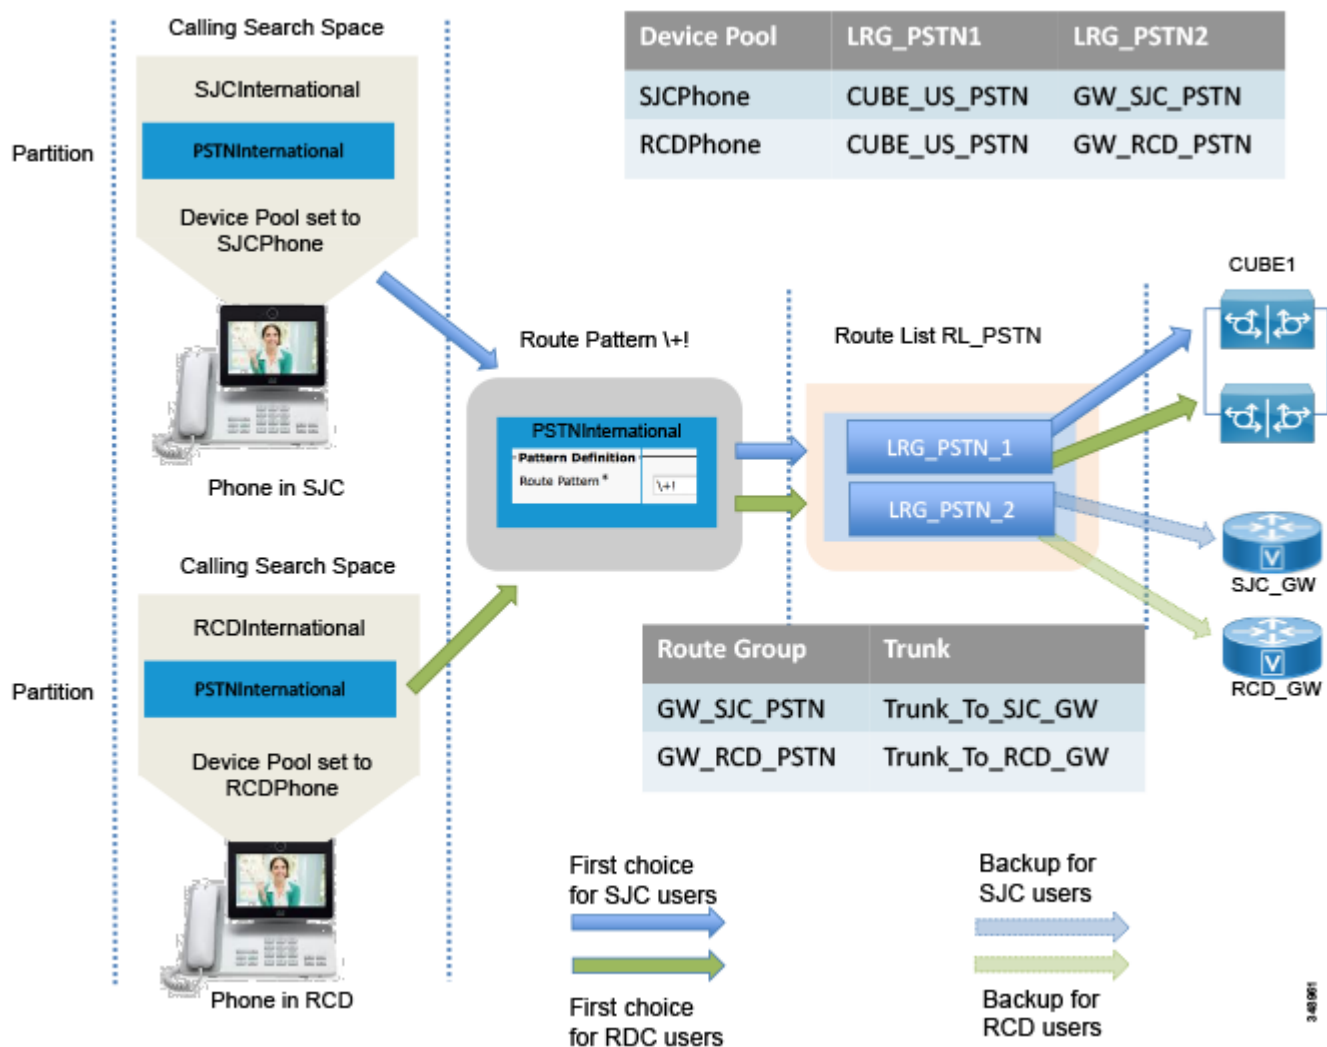 Calling Search Space
SJCInternational
Partition
PSTNInternational
Device Pool set to
SJCPhone
Phone in SJC
Calling Search Space
RCDInternational
Partition
PSTNInternational
Device Pool set to
RCDPhone
Phone in RCD
Device Pool LRG_PSTN1 LRG_PSTN2
SJCPhone CUBE_US_PSTN GW_SJC_PSTN
RCDPhone CUBE_US_PSTN GW_RCD_PSTN
Route Pattern \+!
PSTNInternational
Pattern Definition
Route Pattern * \+!
Route List RL_PSTN
LRG_PSTN_1
LRG_PSTN_2
CUBE1
V
SJC_GW
V
RCD_GW
Route Group Trunk
GW_SJC_PSTN Trunk_To_SJC_GW
GW_RCD_PSTN Trunk_To_RCD_GW
First choice
for SJC users
First choice
for RDC users
Backup for
SJC users
Backup for
RCD users
348961